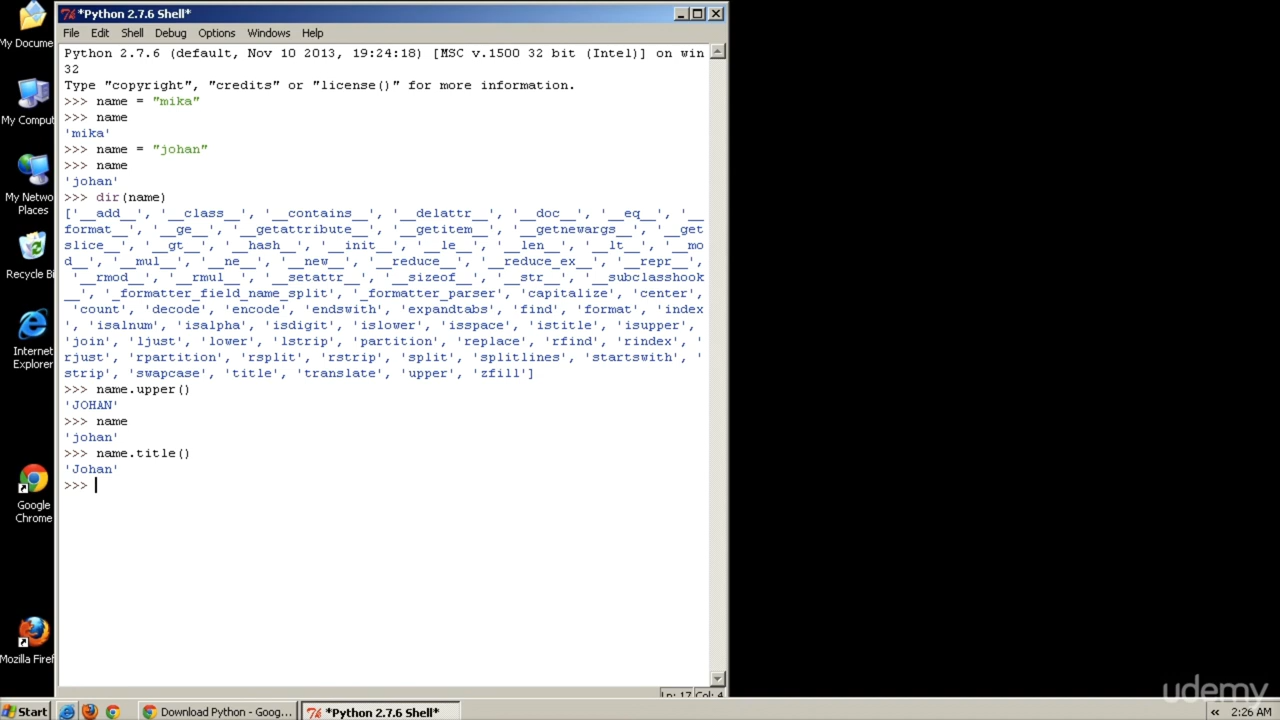 *Python 2.7.6 Shell*
File Edit Shell Debug Options Windows Help
Python 2.7.6 (default, Nov 10 2013, 19:24:18) [MSC v.1500 32 bit (Intel)] on win
32
Type "copyright", "credits" or "license()" for more information.
>>> name = "mika"
>>> name
'mika'
>>> name = "johan"
>>> name
'johan'
>>> dir(name)
['__add__', '__class__', '__contains__', '__delattr__', '__doc__', '__eq__', '__
format__', '__ge__', '__getattribute__', '__getitem__', '__getnewargs__', '__get
slice__', '__gt__', '__hash__', '__init__', '__le__', '__len__', '__lt__', '__mo
d__', '__mul__', '__ne__', '__new__', '__reduce__', '__reduce_ex__', '__repr__',
'__rmod__', '__rmul__', '__setattr__', '__sizeof__', '__str__', '__subclasshook
__', '_formatter_field_name_split', '_formatter_parser', 'capitalize', 'center',
'count', 'decode', 'encode', 'endswith', 'expandtabs', 'find', 'format', 'index
', 'isalnum', 'isalpha', 'isdigit', 'islower', 'isspace', 'istitle', 'isupper',
'join', 'ljust', 'lower', 'lstrip', 'partition', 'replace', 'rfind', 'rindex', '
rjust', 'rpartition', 'rsplit', 'rstrip', 'split', 'splitlines', 'startswith', '
strip', 'swapcase', 'title', 'translate', 'upper', 'zfill']
>>> name.upper()
'JOHAN'
>>> name
'johan'
>>> name.title()
'Johan'
>>>
Ln: 17 Col: 4
My Docume
My Comput
My Netwo
Places
Recycle Bi
Internet
Explorer
Google
Chrome
Mozilla Firef
Start
Download Python - Goog...
*Python 2.7.6 Shell*
« 2:26 AM
udemy